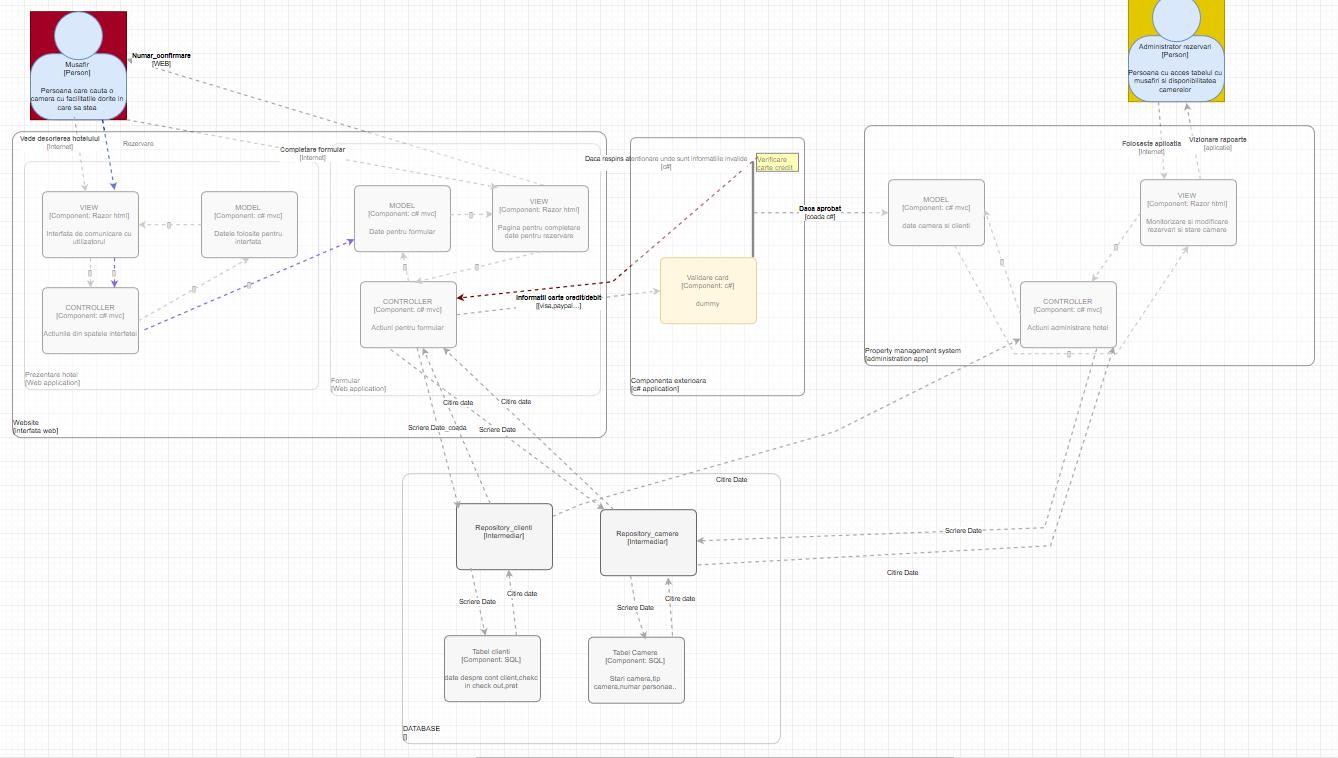 Musafir
[Person]
Persoana care cauta o
camera cu facilitatile dorite in
care sa stea
Numar_confirmare
[WEB]
Administrator rezervari
[Person]
Persoana cu acces tabelul cu
musafiri si disponibilitatea
camerelor
Vede descrierea hotelului
[Internet]
Rezervare
Completare formular
[Internet]
Daca respins atentionare unde sunt informatiile invalide
[c#]
Verificare
carte credit
Foloseste aplicatia
[Internet]
Vizionare rapoarte
[aplicatie]
VIEW
[Component: Razor html]
Interfata de comunicare cu
utilizatorul
MODEL
[Component: c# mvc]
Datele folosite pentru
interfata
MODEL
[Component: c# mvc]
Date pentru formular
VIEW
[Component: Razor html]
Pagina pentru completare
date pentru rezervare
Daca aprobat
[coada c#]
MODEL
[Component: c# mvc]
date camera si clienti
VIEW
[Component: Razor html]
Monitorizare si modificare
rezervari si stare camere
[]
[]
[]
[]
[]
[]
[]
[]
[]
[]
[]
CONTROLLER
[Component: c# mvc]
Actiunile din spatele interfetei
CONTROLLER
[Component: c# mvc]
Actiuni pentru formular
Informatii carte credit/debit
[[visa,paypal...]
Validare card
[Component: c#]
dummy
CONTROLLER
[Component: c# mvc]
Actiuni administrare hotel
Prezentare hotel
[Web application]
Formular
[Web application]
Componenta exterioara
[c# application]
Property management system
[administration app]
Website
[Interfata web]
Citire date
Citire date
Scriere Date_coada
Scriere Date
Citire Date
Repository_clienti
[Intermediar]
Repository_camere
[Intermediar]
Scriere Date
Citire Date
Scriere Date
Citire date
Scriere Date
Citire date
Tabel clienti
[Component: SQL]
date despre cont client,chekc
in check out,pret
Tabel Camere
[Component: SQL]
Stari camera,tip
camera,numar personae..
DATABASE
[]